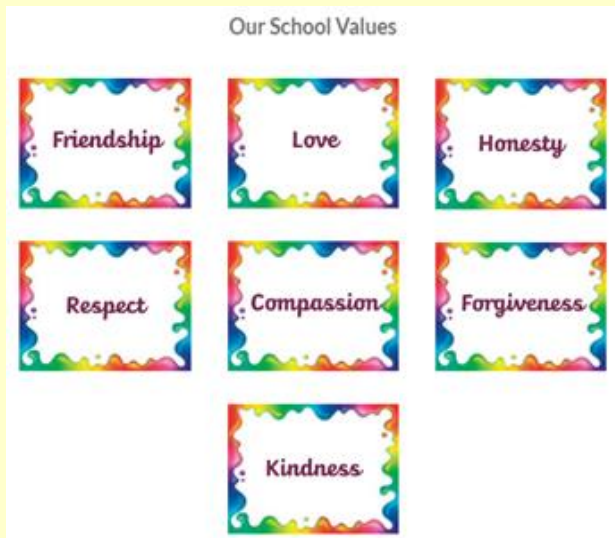 Our School Values
Friendship
Love
Honesty
Respect
Compassion
Forgiveness
Kindness